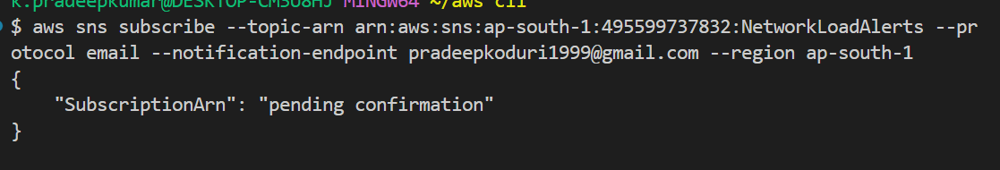 k.pradeepkumar@DESKTOP-CM3U8HJ MINGW64 ~/aws cli
$ aws sns subscribe --topic-arn arn:aws:sns:ap-south-1:495599737832:NetworkLoadAlerts --pr
otocol email --notification-endpoint pradeepkoduri1999@gmail.com --region ap-south-1
{
    "SubscriptionArn": "pending confirmation"
}